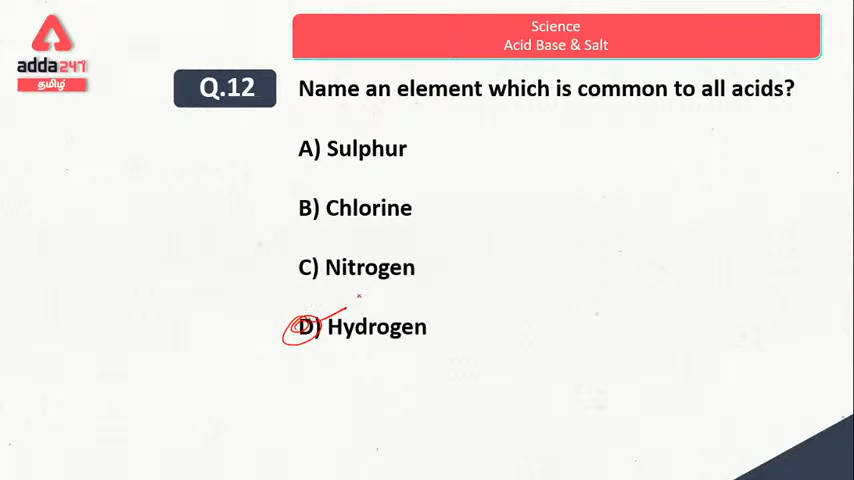 Science
Acid Base & Salt
adda247
தமிழ்
Q.12
Name an element which is common to all acids?
A) Sulphur
B) Chlorine
C) Nitrogen
D) Hydrogen